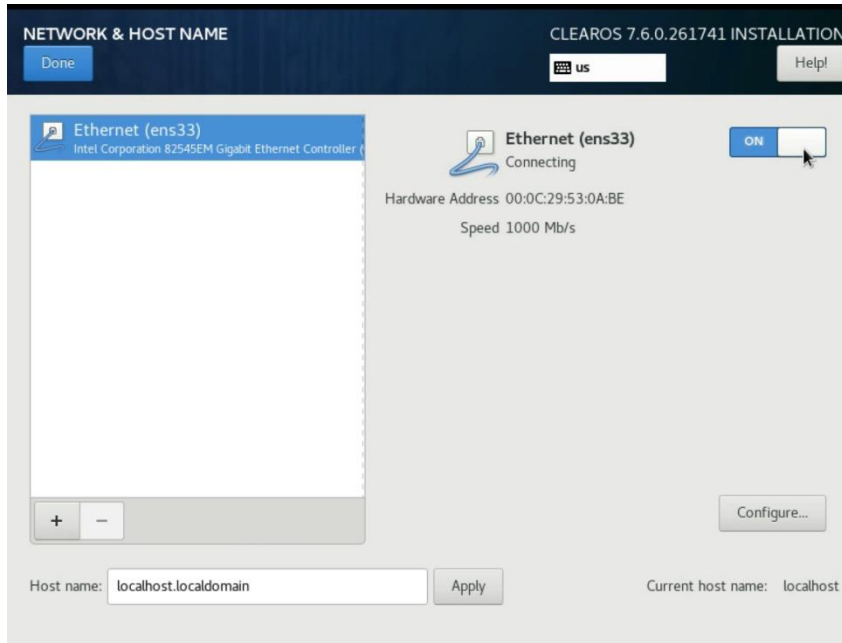 NETWORK & HOST NAME
CLEAROS 7.6.0.261741 INSTALLATION
Done
us
Help!
Ethernet (ens33)
Intel Corporation 82545EM Gigabit Ethernet Controller (
Ethernet (ens33)
Connecting
ON
Hardware Address 00:0C:29:53:0A:BE
Speed 1000 Mb/s
+ −
Configure...
Host name: localhost.localdomain Apply Current host name: localhost